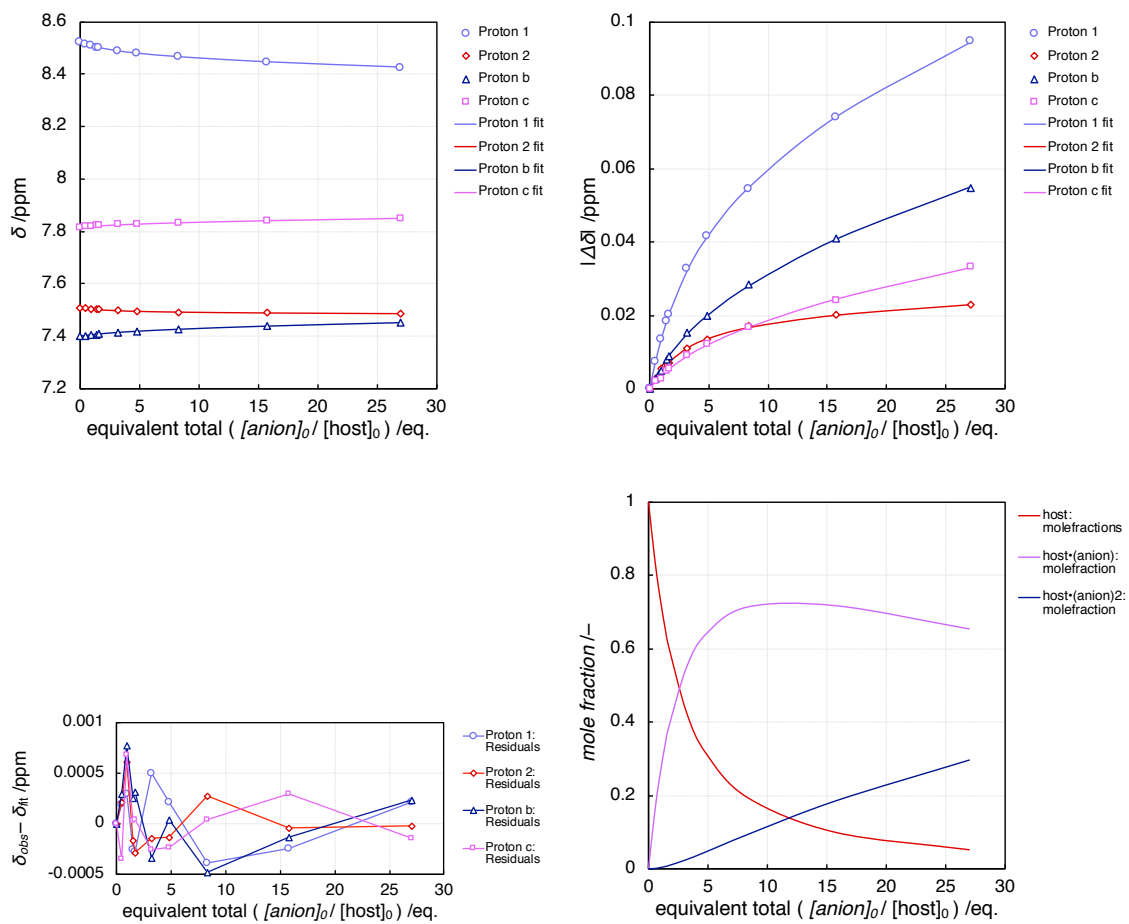 8.6
8.4
8.2
8
7.8
7.6
7.4
7.2
δ /ppm
0 5 10 15 20 25 30
equivalent total ( [anion]₀ / [host]₀ ) /eq.
Proton 1
Proton 2
Proton b
Proton c
Proton 1 fit
Proton 2 fit
Proton b fit
Proton c fit
0.1
0.08
0.06
0.04
0.02
0
|Δδ| /ppm
0 5 10 15 20 25 30
equivalent total ( [anion]₀ / [host]₀ ) /eq.
Proton 1
Proton 2
Proton b
Proton c
Proton 1 fit
Proton 2 fit
Proton b fit
Proton c fit
0.001
0.0005
0
-0.0005
δobs – δfit /ppm
0 5 10 15 20 25 30
equivalent total ( [anion]₀ / [host]₀ ) /eq.
Proton 1:
Residuals
Proton 2:
Residuals
Proton b:
Residuals
Proton c:
Residuals
1
0.8
0.6
0.4
0.2
0
mole fraction /–
0 5 10 15 20 25 30
equivalent total ( [anion]₀ / [host]₀ ) /eq.
host:
molefractions
host•(anion):
molefraction
host•(anion)2:
molefraction